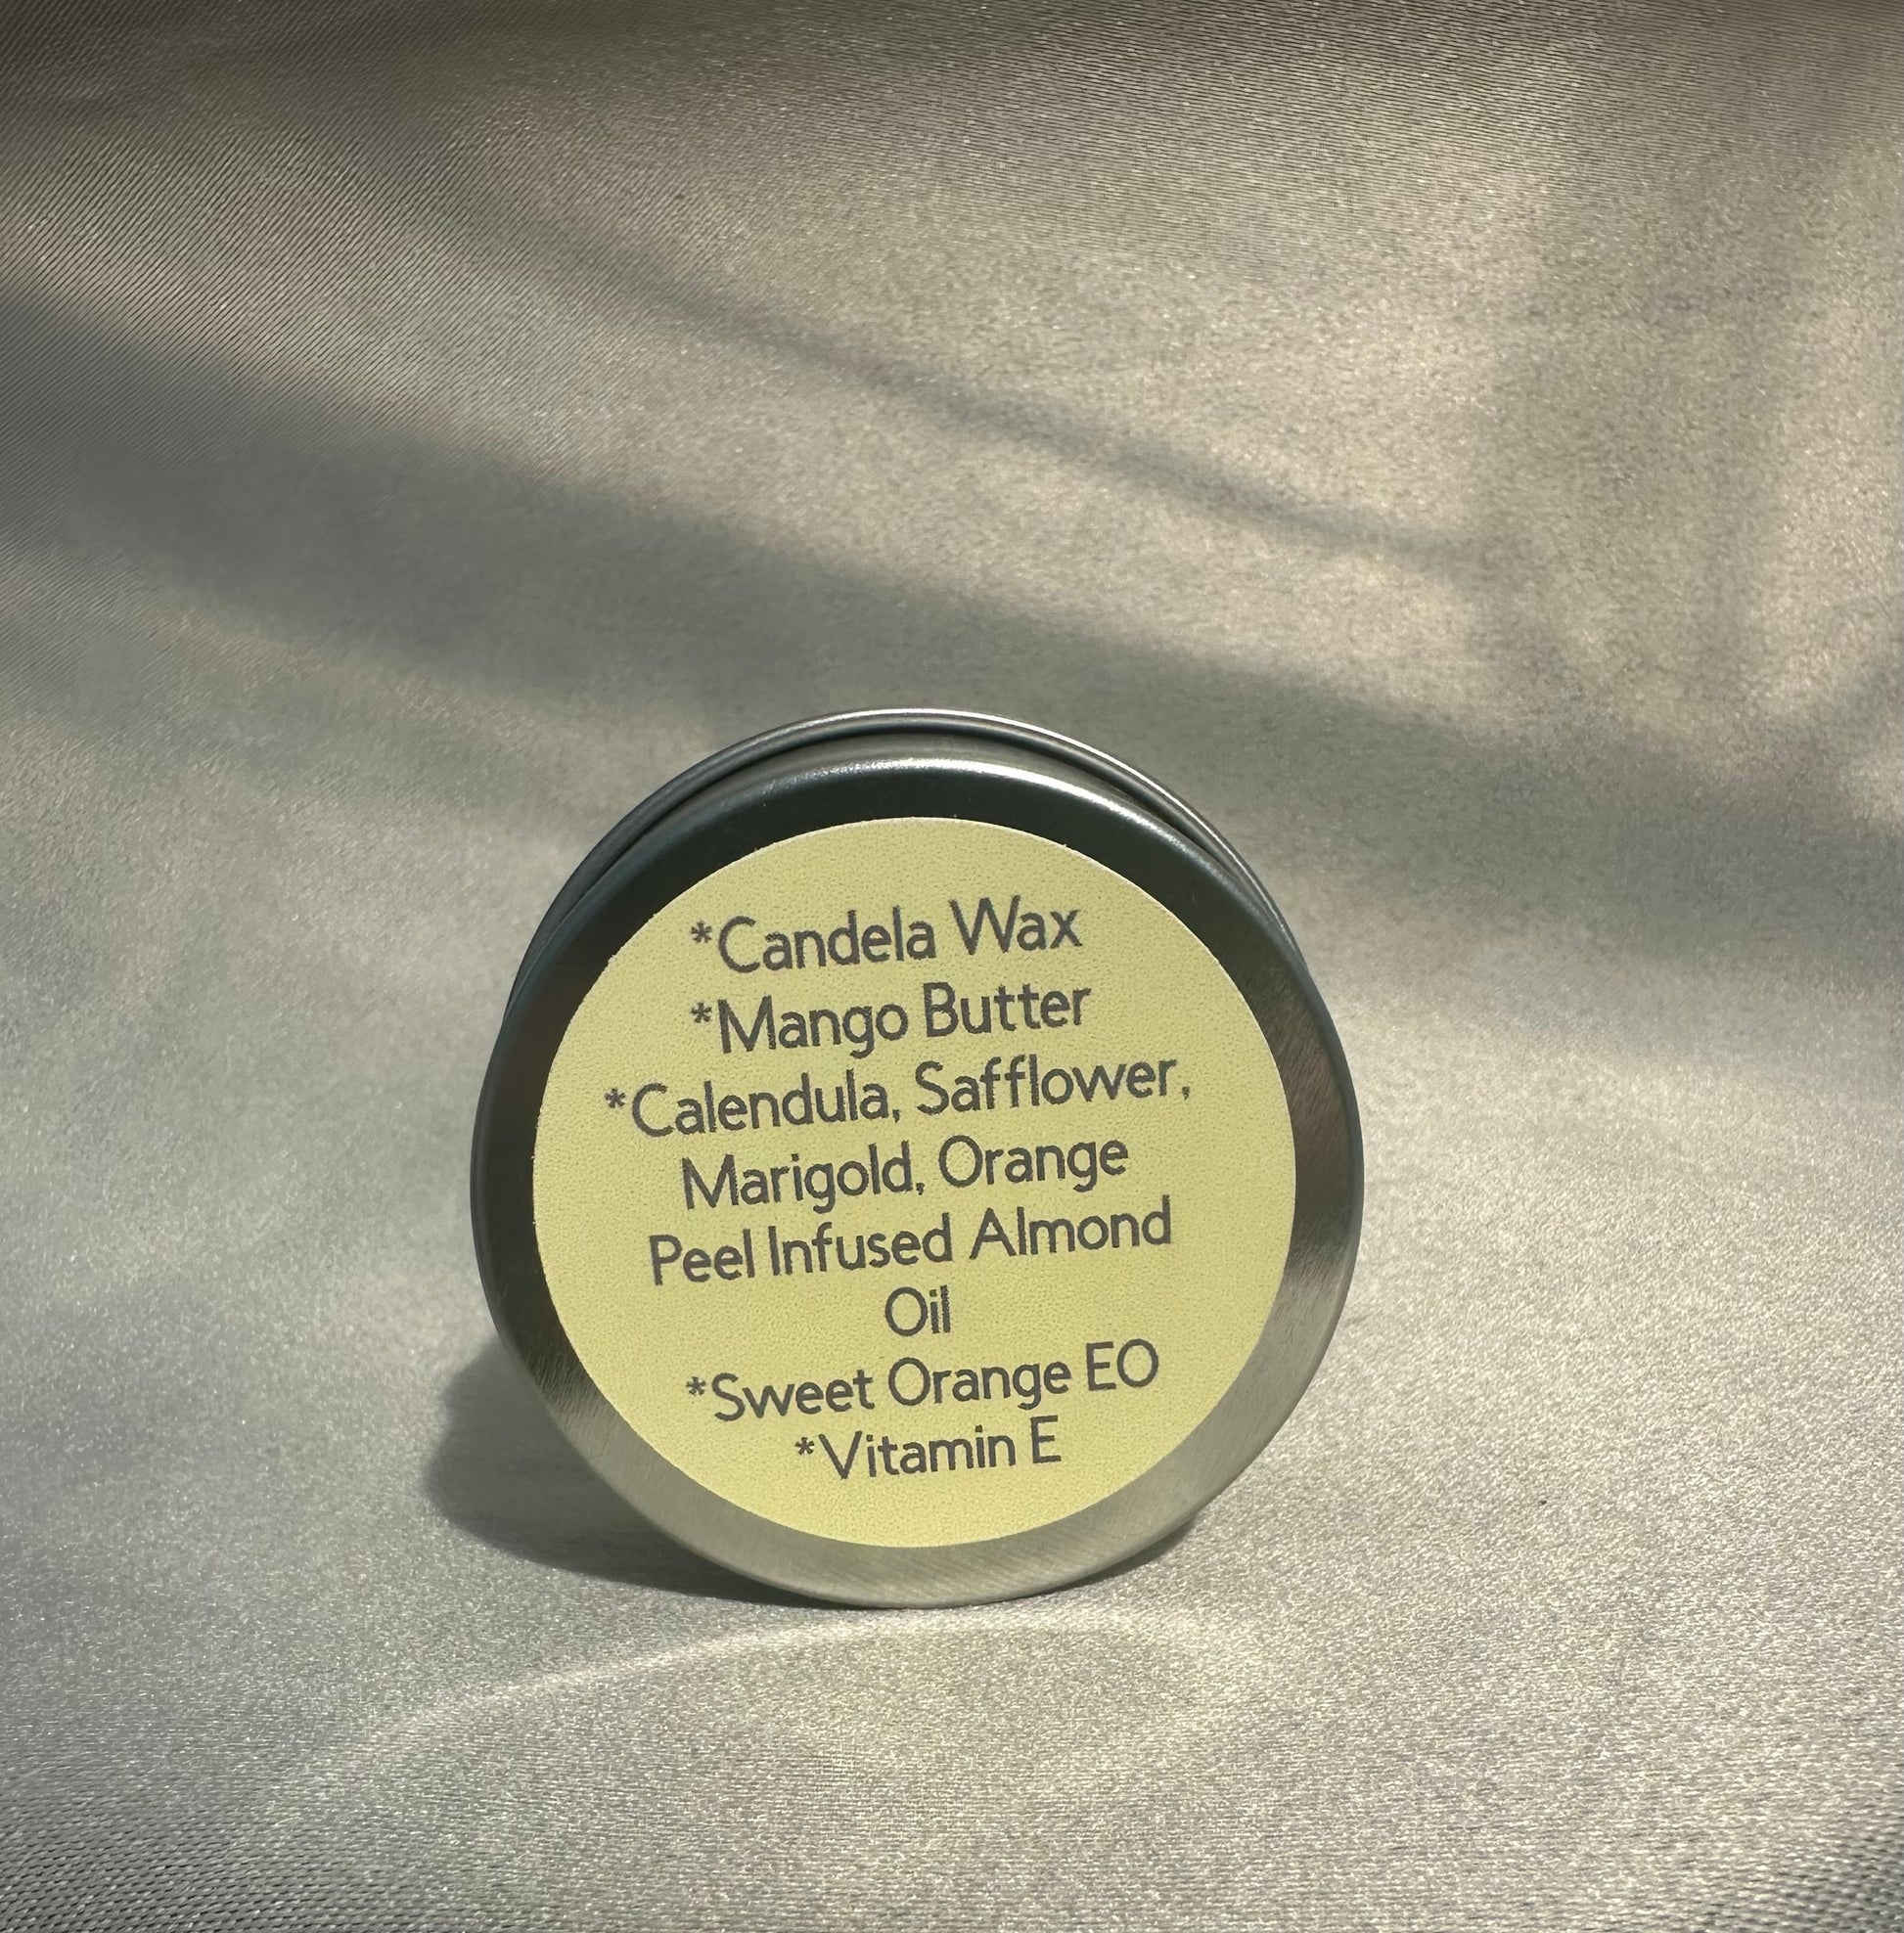 *Candela Wax
*Mango Butter
*Calendula, Safflower,
Marigold, Orange
Peel Infused Almond
Oil
*Sweet Orange EO
*Vitamin E